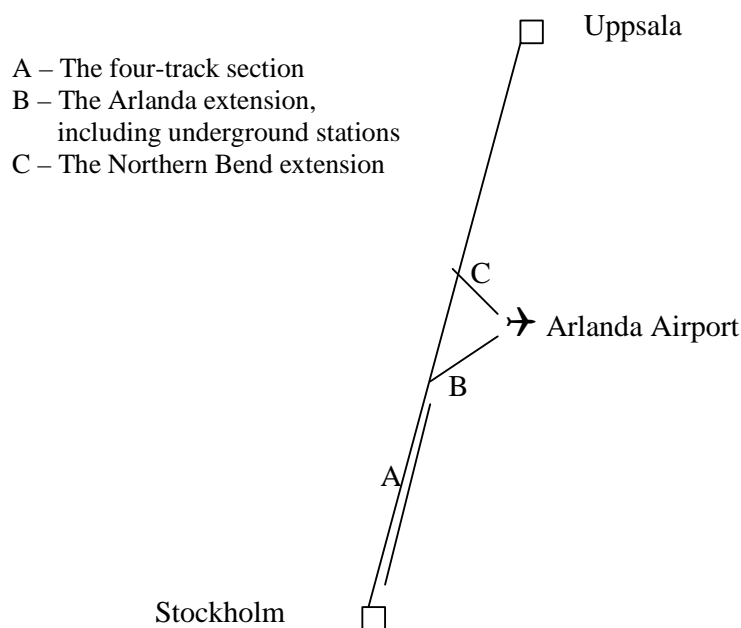 Uppsala
A – The four-track section
B – The Arlanda extension,
including underground stations
C – The Northern Bend extension
C
Arlanda Airport
B
A
Stockholm